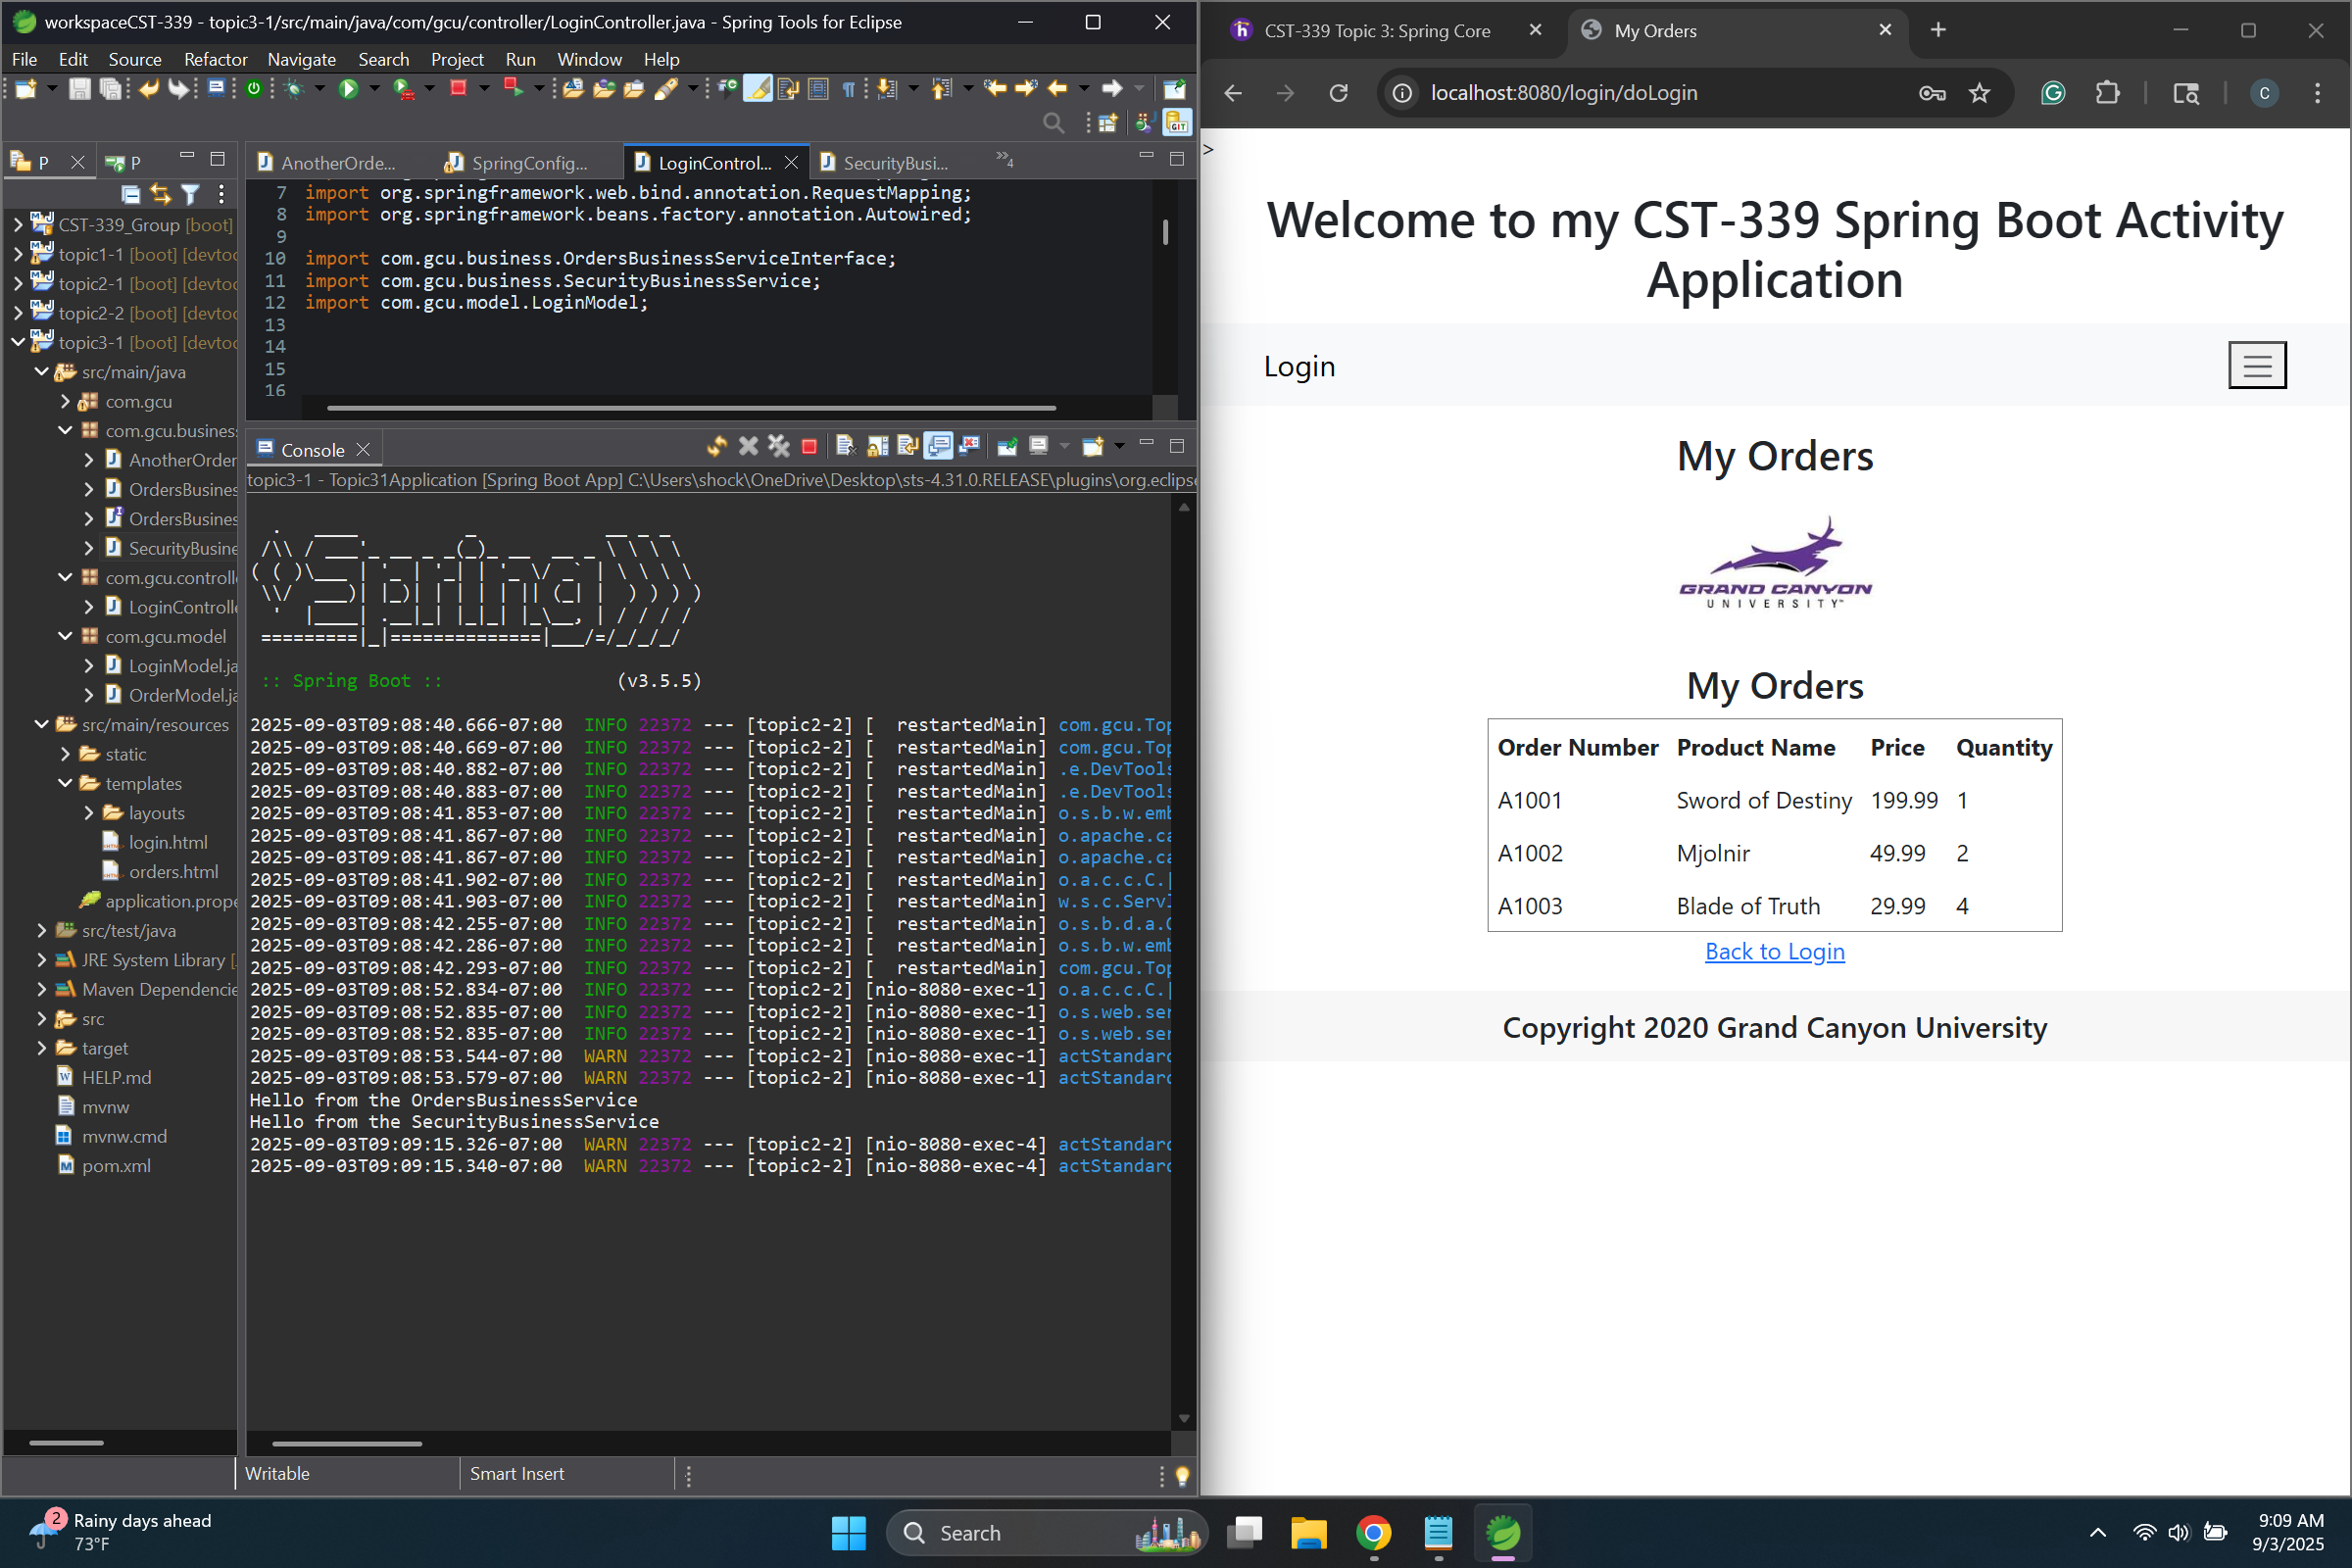 workspaceCST-339 - topic3-1/src/main/java/com/gcu/controller/LoginController.java - Spring Tools for Eclipse
File Edit Source Refactor Navigate Search Project Run Window Help
P P
CST-339_Group [boot]
topic1-1 [boot] [devtoo
topic2-1 [boot] [devtoo
topic2-2 [boot] [devtoo
topic3-1 [boot] [devtoo
src/main/java
com.gcu
com.gcu.business
AnotherOrder
OrdersBusines
OrdersBusines
SecurityBusine
com.gcu.controlle
LoginControlle
com.gcu.model
LoginModel.ja
OrderModel.ja
src/main/resources
static
templates
layouts
login.html
orders.html
application.prope
src/test/java
JRE System Library [
Maven Dependencie
src
target
HELP.md
mvnw
mvnw.cmd
pom.xml
AnotherOrde... SpringConfig... LoginControl... SecurityBusi... »4
7 import org.springframework.web.bind.annotation.RequestMapping;
8 import org.springframework.beans.factory.annotation.Autowired;
9
10 import com.gcu.business.OrdersBusinessServiceInterface;
11 import com.gcu.business.SecurityBusinessService;
12 import com.gcu.model.LoginModel;
13
14
15
16
Console
topic3-1 - Topic31Application [Spring Boot App] C:\Users\shock\OneDrive\Desktop\sts-4.31.0.RELEASE\plugins\org.eclipse
Spring
:: Spring Boot :: (v3.5.5)
2025-09-03T09:08:40.666-07:00 INFO 22372 --- [topic2-2] [ restartedMain] com.gcu.Top
2025-09-03T09:08:40.669-07:00 INFO 22372 --- [topic2-2] [ restartedMain] com.gcu.Top
2025-09-03T09:08:40.882-07:00 INFO 22372 --- [topic2-2] [ restartedMain] .e.DevTools
2025-09-03T09:08:40.883-07:00 INFO 22372 --- [topic2-2] [ restartedMain] .e.DevTools
2025-09-03T09:08:41.853-07:00 INFO 22372 --- [topic2-2] [ restartedMain] o.s.b.w.emb
2025-09-03T09:08:41.867-07:00 INFO 22372 --- [topic2-2] [ restartedMain] o.apache.ca
2025-09-03T09:08:41.867-07:00 INFO 22372 --- [topic2-2] [ restartedMain] o.apache.ca
2025-09-03T09:08:41.902-07:00 INFO 22372 --- [topic2-2] [ restartedMain] o.a.c.c.C.[
2025-09-03T09:08:41.903-07:00 INFO 22372 --- [topic2-2] [ restartedMain] w.s.c.Servl
2025-09-03T09:08:42.255-07:00 INFO 22372 --- [topic2-2] [ restartedMain] o.s.b.d.a.O
2025-09-03T09:08:42.286-07:00 INFO 22372 --- [topic2-2] [ restartedMain] o.s.b.w.emb
2025-09-03T09:08:42.293-07:00 INFO 22372 --- [topic2-2] [ restartedMain] com.gcu.Top
2025-09-03T09:08:52.834-07:00 INFO 22372 --- [topic2-2] [nio-8080-exec-1] o.a.c.c.C.[
2025-09-03T09:08:52.835-07:00 INFO 22372 --- [topic2-2] [nio-8080-exec-1] o.s.web.ser
2025-09-03T09:08:52.835-07:00 INFO 22372 --- [topic2-2] [nio-8080-exec-1] o.s.web.ser
2025-09-03T09:08:53.544-07:00 WARN 22372 --- [topic2-2] [nio-8080-exec-1] actStandard
2025-09-03T09:08:53.579-07:00 WARN 22372 --- [topic2-2] [nio-8080-exec-1] actStandard
Hello from the OrdersBusinessService
Hello from the SecurityBusinessService
2025-09-03T09:09:15.326-07:00 WARN 22372 --- [topic2-2] [nio-8080-exec-4] actStandard
2025-09-03T09:09:15.340-07:00 WARN 22372 --- [topic2-2] [nio-8080-exec-4] actStandard
Writable Smart Insert
CST-339 Topic 3: Spring Core My Orders
localhost:8080/login/doLogin C
>
Welcome to my CST-339 Spring Boot Activity
Application
Login
My Orders
GRAND CANYON
UNIVERSITY™
My Orders
Order Number Product Name Price Quantity
A1001 Sword of Destiny 199.99 1
A1002 Mjolnir 49.99 2
A1003 Blade of Truth 29.99 4
Back to Login
Copyright 2020 Grand Canyon University
2 Rainy days ahead
73°F
Search
9:09 AM
9/3/2025